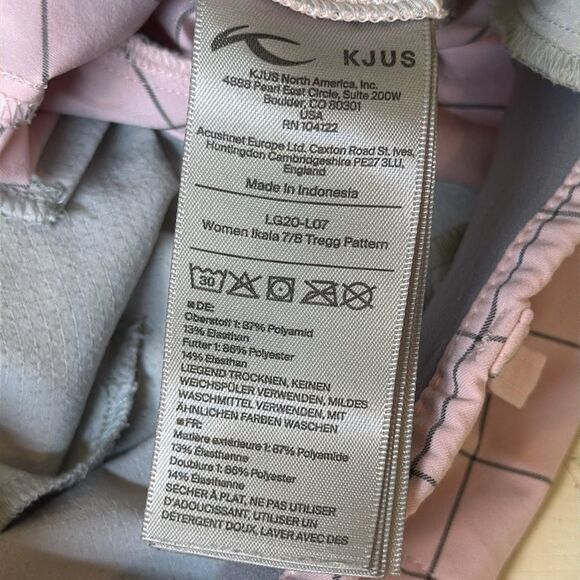 KJUS
KJUS North America, Inc.
4888 Pearl East Circle, Suite 200W
Boulder, CO 80301
USA
RN 104122
Acushnet Europe Ltd. Caxton Road St. Ives,
Huntingdon Cambridgeshire PE27 3LU,
England
Made in Indonesia
LG20-L07
Women Ikala 7/8 Tregg Pattern
30
DE:
Oberstoff 1: 87% Polyamid
13% Elasthan
Futter 1: 86% Polyester
14% Elasthan
LIEGEND TROCKNEN, KEINEN
WEICHSPÜLER VERWENDEN, MILDES
WASCHMITTEL VERWENDEN, MIT
ÄHNLICHEN FARBEN WASCHEN
FR:
Matière extérieure 1: 87% Polyamide
13% Elasthanne
Doublure 1: 86% Polyester
14% Elasthanne
SÉCHER À PLAT, NE PAS UTILISER
D'ADOUCISSANT, UTILISER UN
DÉTERGENT DOUX, LAVER AVEC DES